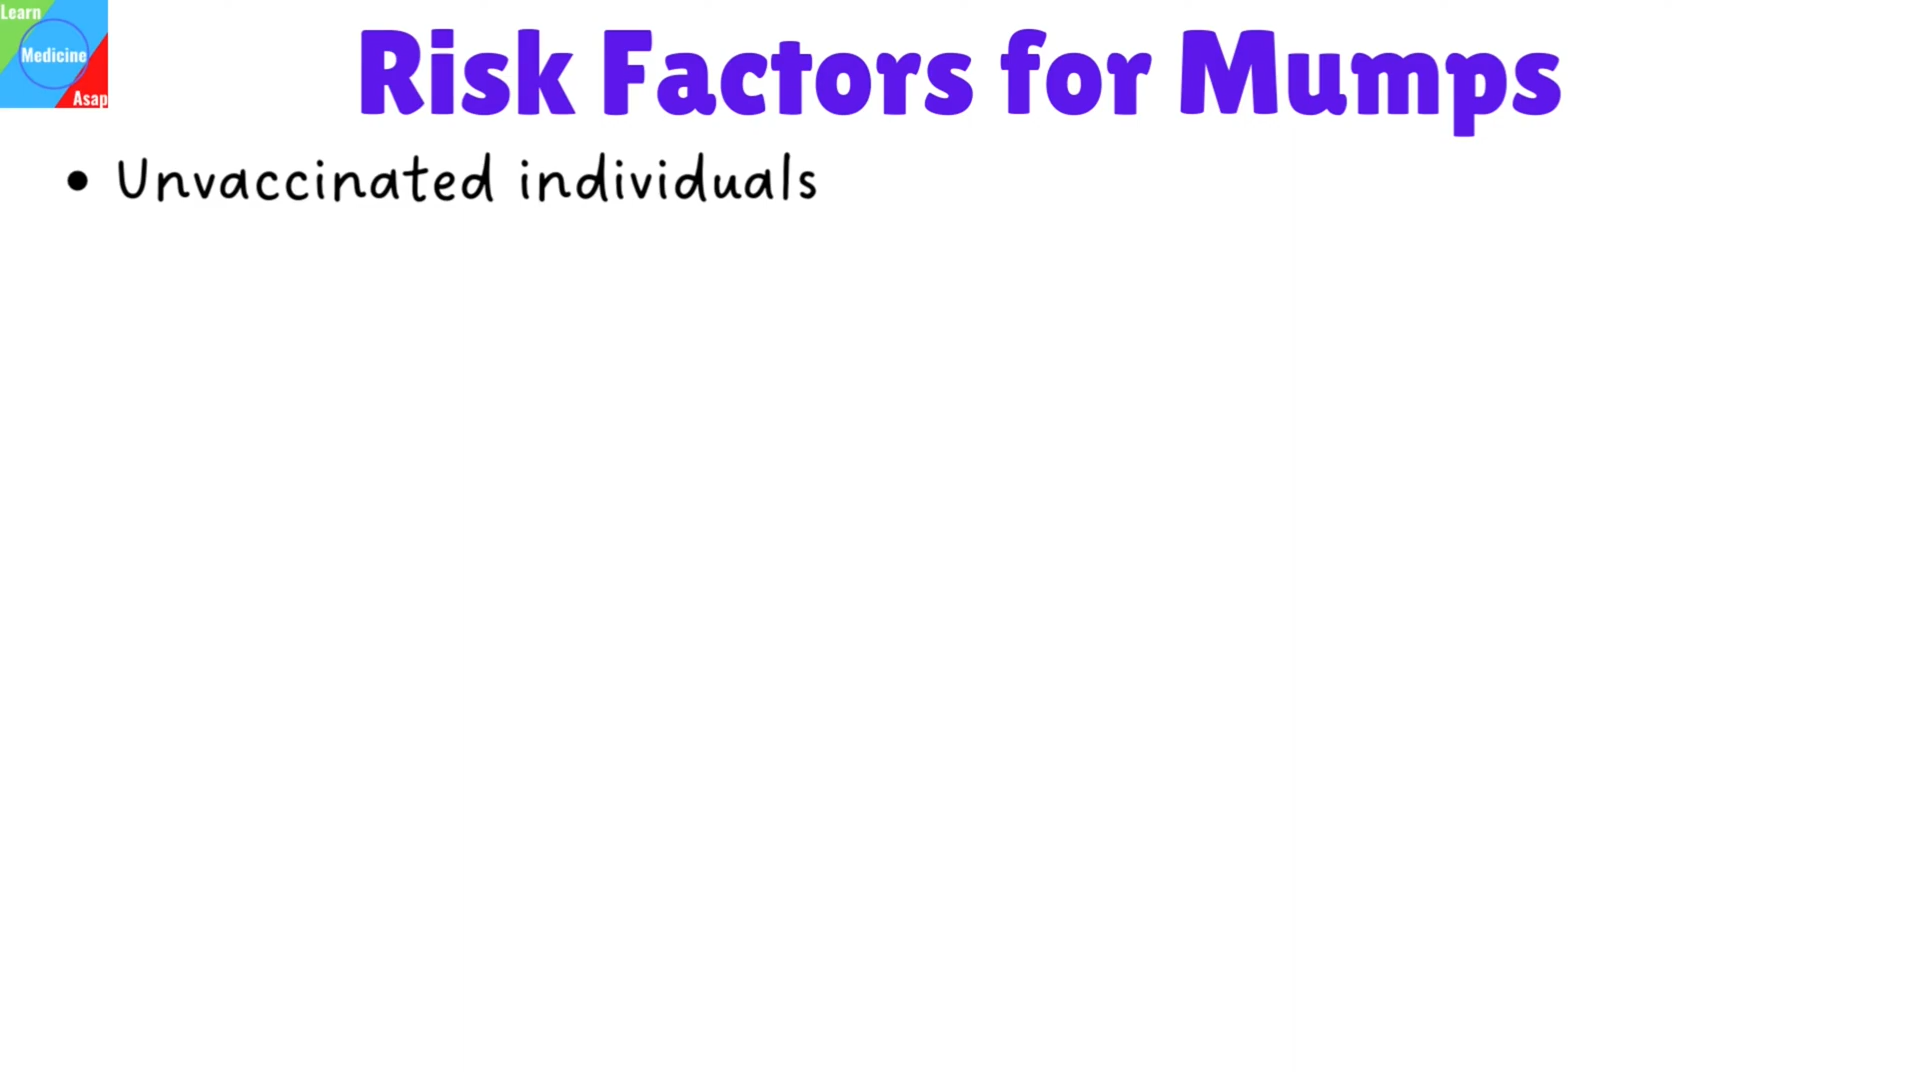 Learn
Medicine
Asap
Risk Factors for Mumps
• Unvaccinated individuals